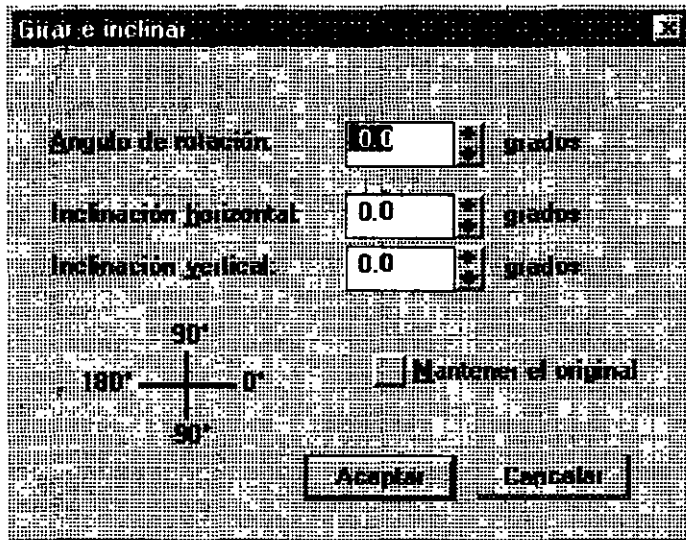 Girar e inclinar
Ángulo de rotación: 0.0 grados
Inclinación horizontal: 0.0 grados
Inclinación vertical: 0.0 grados
90°
180° 0°
-90°
Mantener el original
Aceptar Cancelar